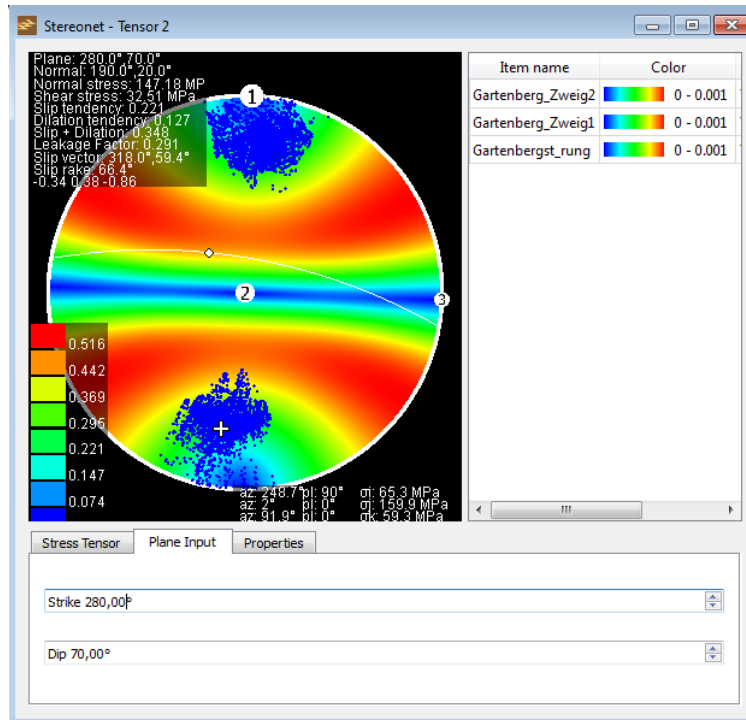 Stereonet - Tensor 2
Plane: 280.0°,70.0°
Normal: 190.0°,20.0°
Normal stress: 147.18 MP
Shear stress: 32.51 MPa
Slip tendency: 0.221
Dilation tendency: 0.127
Slip + Dilation: 0.348
Leakage Factor: 0.291
Slip vector: 318.0°,59.4°
Slip rake: 66.4°
-0.34 0.38 -0.86
1
2
3
0.516
0.442
0.369
0.295
0.221
0.147
0.074
az: 248.7° pl: 90° σi: 65.3 MPa
az: 2° pl: 0° σj: 159.9 MPa
az: 91.9° pl: 0° σk: 59.3 MPa
Item name Color
Gartenberg_Zweig2 0 - 0.001
Gartenberg_Zweig1 0 - 0.001
Gartenbergst_rung 0 - 0.001
Stress Tensor Plane Input Properties
Strike 280,00°
Dip 70,00°